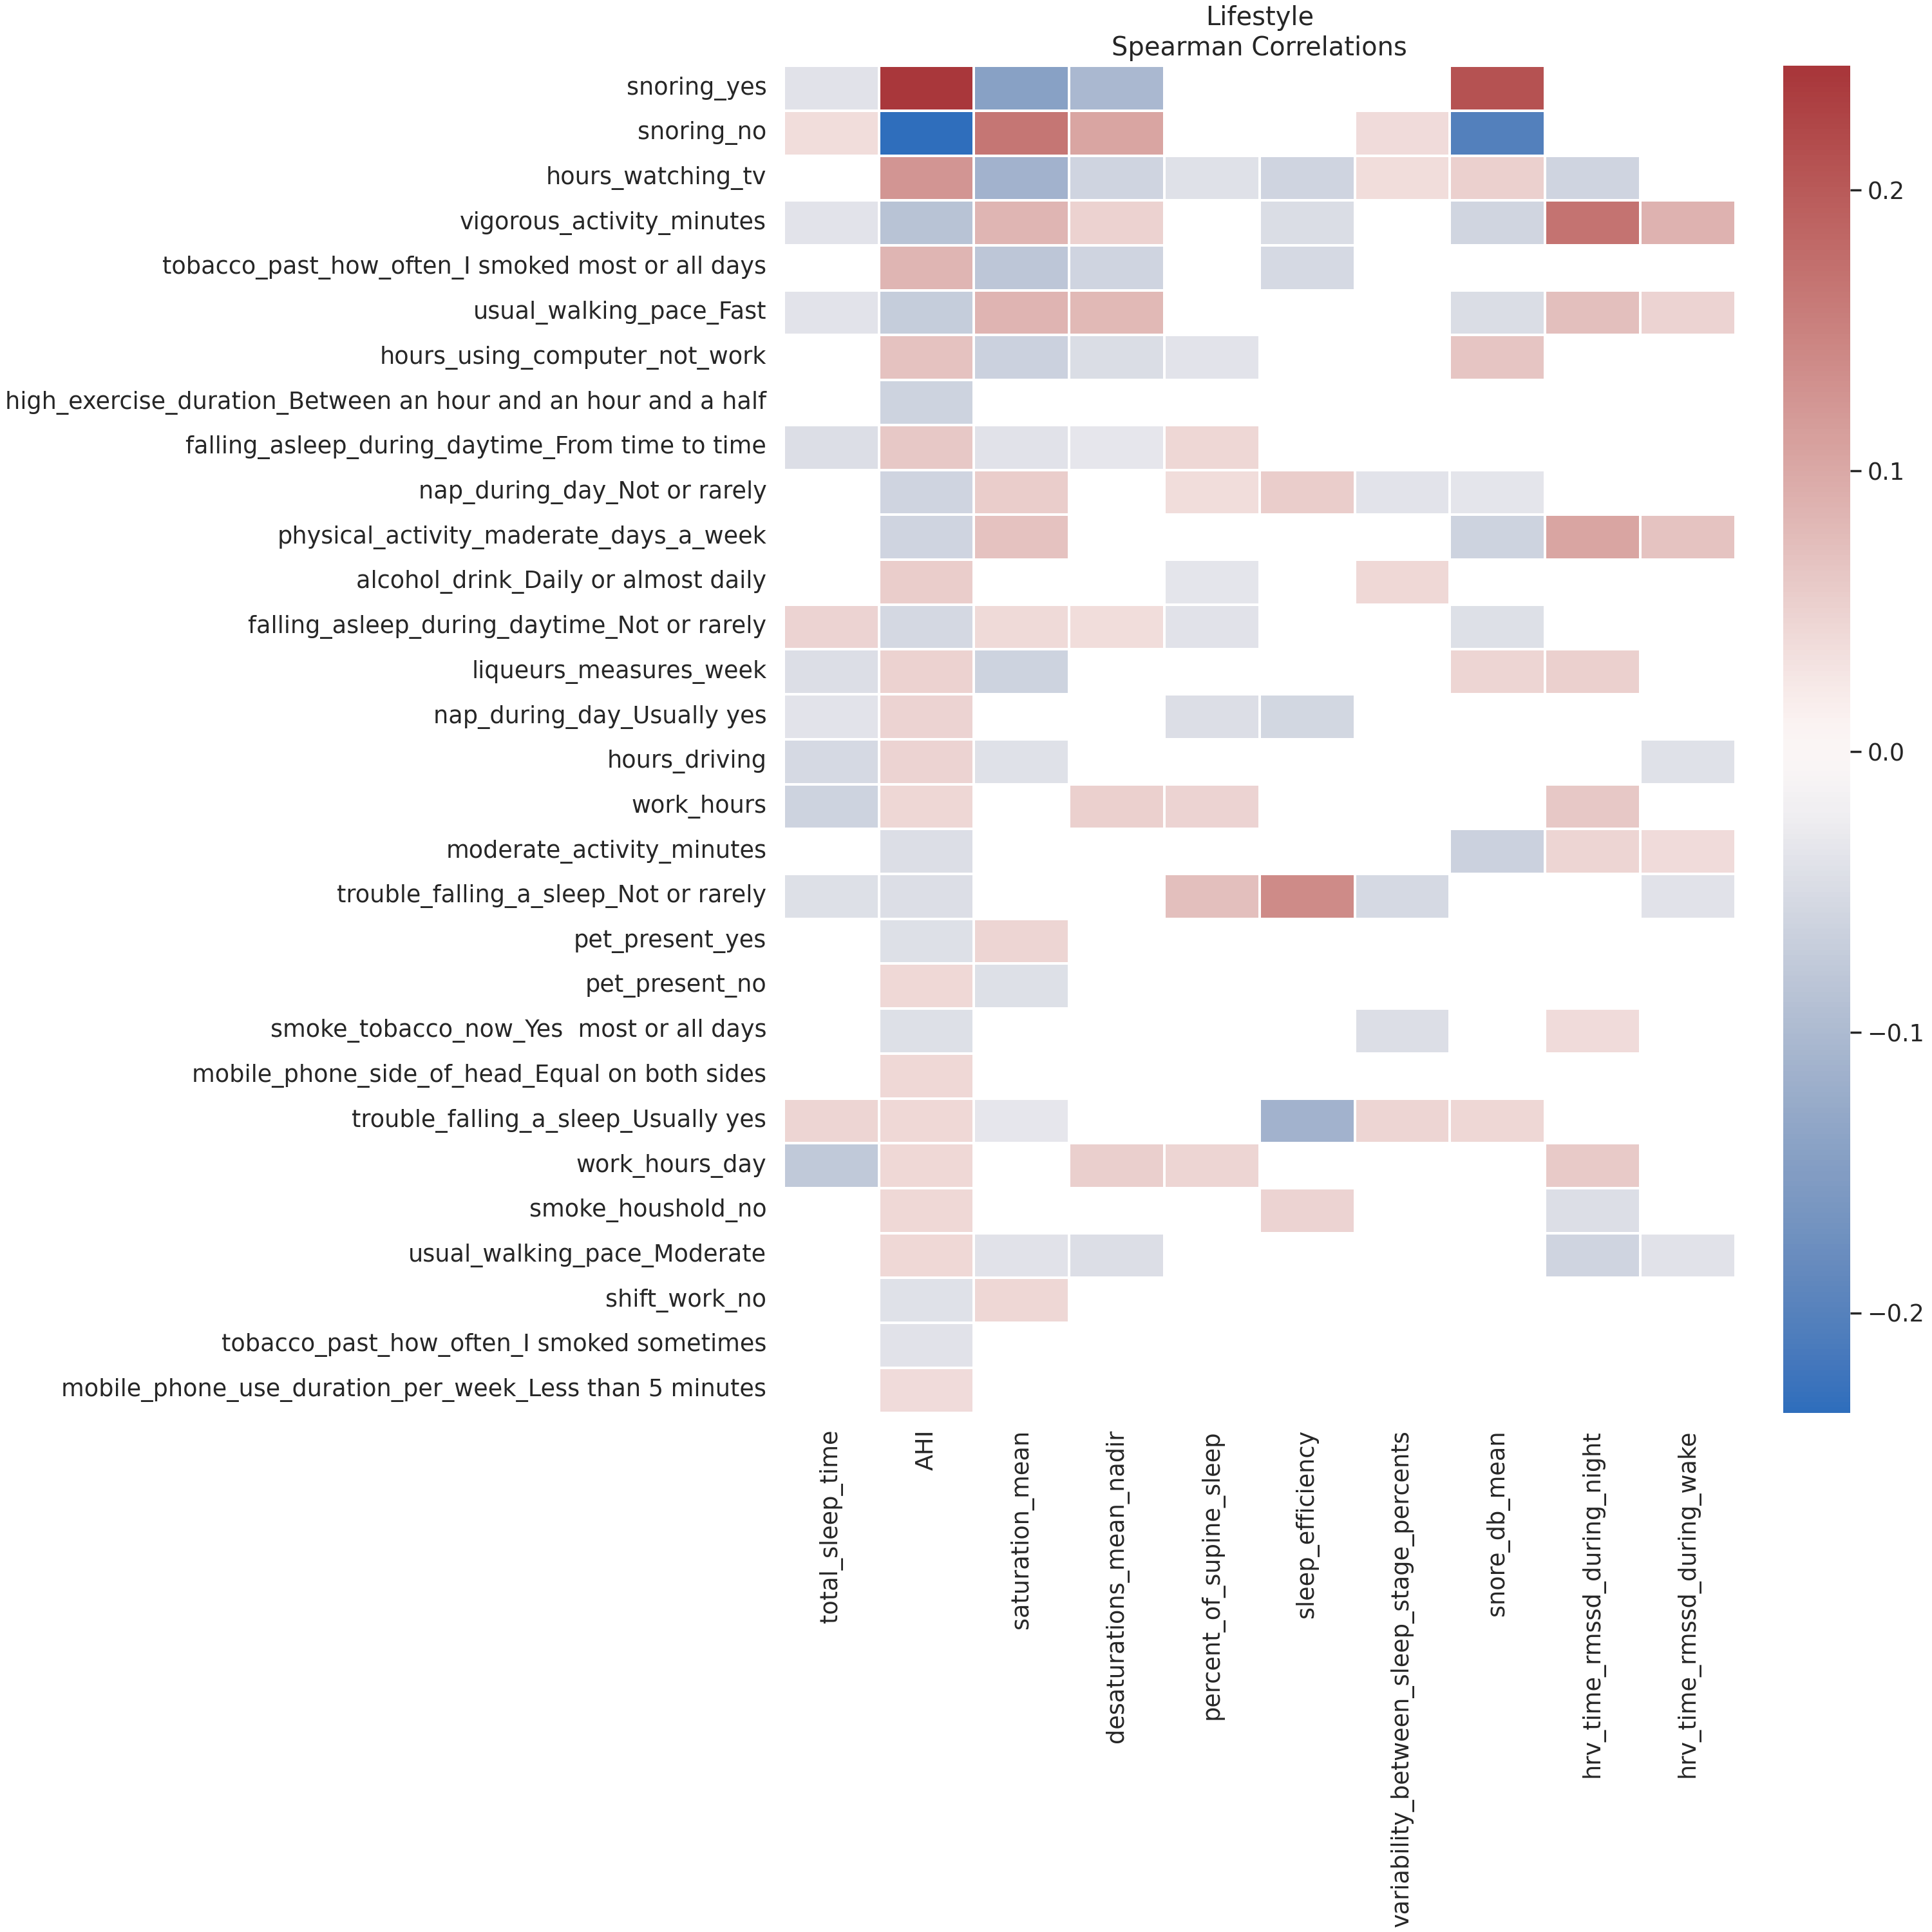 Lifestyle
Spearman Correlations
snoring_yes
snoring_no
hours_watching_tv
vigorous_activity_minutes
tobacco_past_how_often_I smoked most or all days
usual_walking_pace_Fast
hours_using_computer_not_work
high_exercise_duration_Between an hour and an hour and a half
falling_asleep_during_daytime_From time to time
nap_during_day_Not or rarely
physical_activity_maderate_days_a_week
alcohol_drink_Daily or almost daily
falling_asleep_during_daytime_Not or rarely
liqueurs_measures_week
nap_during_day_Usually yes
hours_driving
work_hours
moderate_activity_minutes
trouble_falling_a_sleep_Not or rarely
pet_present_yes
pet_present_no
smoke_tobacco_now_Yes  most or all days
mobile_phone_side_of_head_Equal on both sides
trouble_falling_a_sleep_Usually yes
work_hours_day
smoke_houshold_no
usual_walking_pace_Moderate
shift_work_no
tobacco_past_how_often_I smoked sometimes
mobile_phone_use_duration_per_week_Less than 5 minutes
total_sleep_time
AHI
saturation_mean
desaturations_mean_nadir
percent_of_supine_sleep
sleep_efficiency
variability_between_sleep_stage_percents
snore_db_mean
hrv_time_rmssd_during_night
hrv_time_rmssd_during_wake
0.2
0.1
0.0
−0.1
−0.2